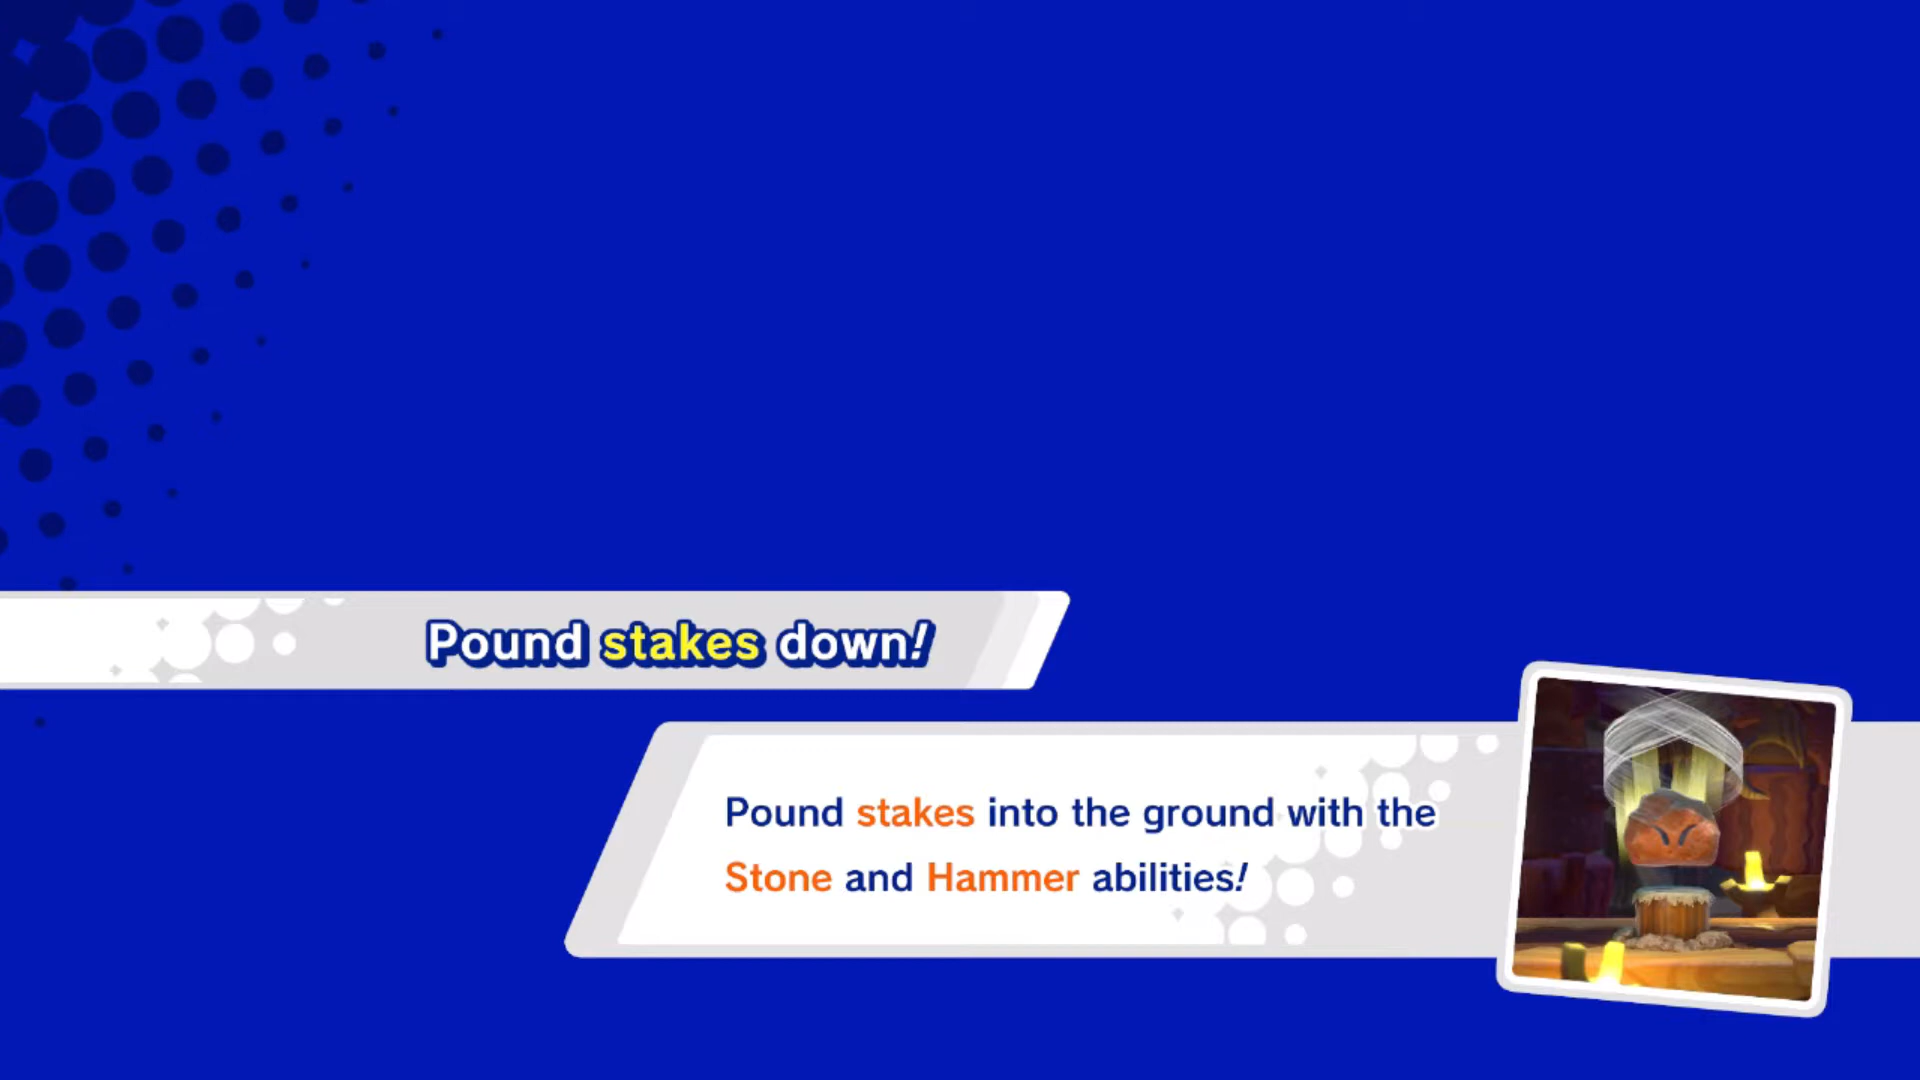 Pound stakes down!
Pound stakes into the ground with the
Stone and Hammer abilities!